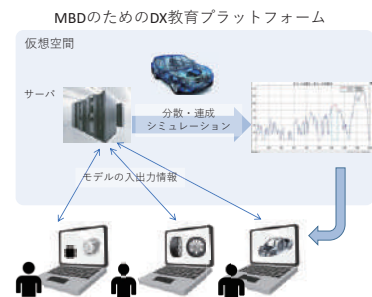 MBDのためのDX教育プラットフォーム
仮想空間
サーバ
分散・連成
シミュレーション
モデルの入出力情報